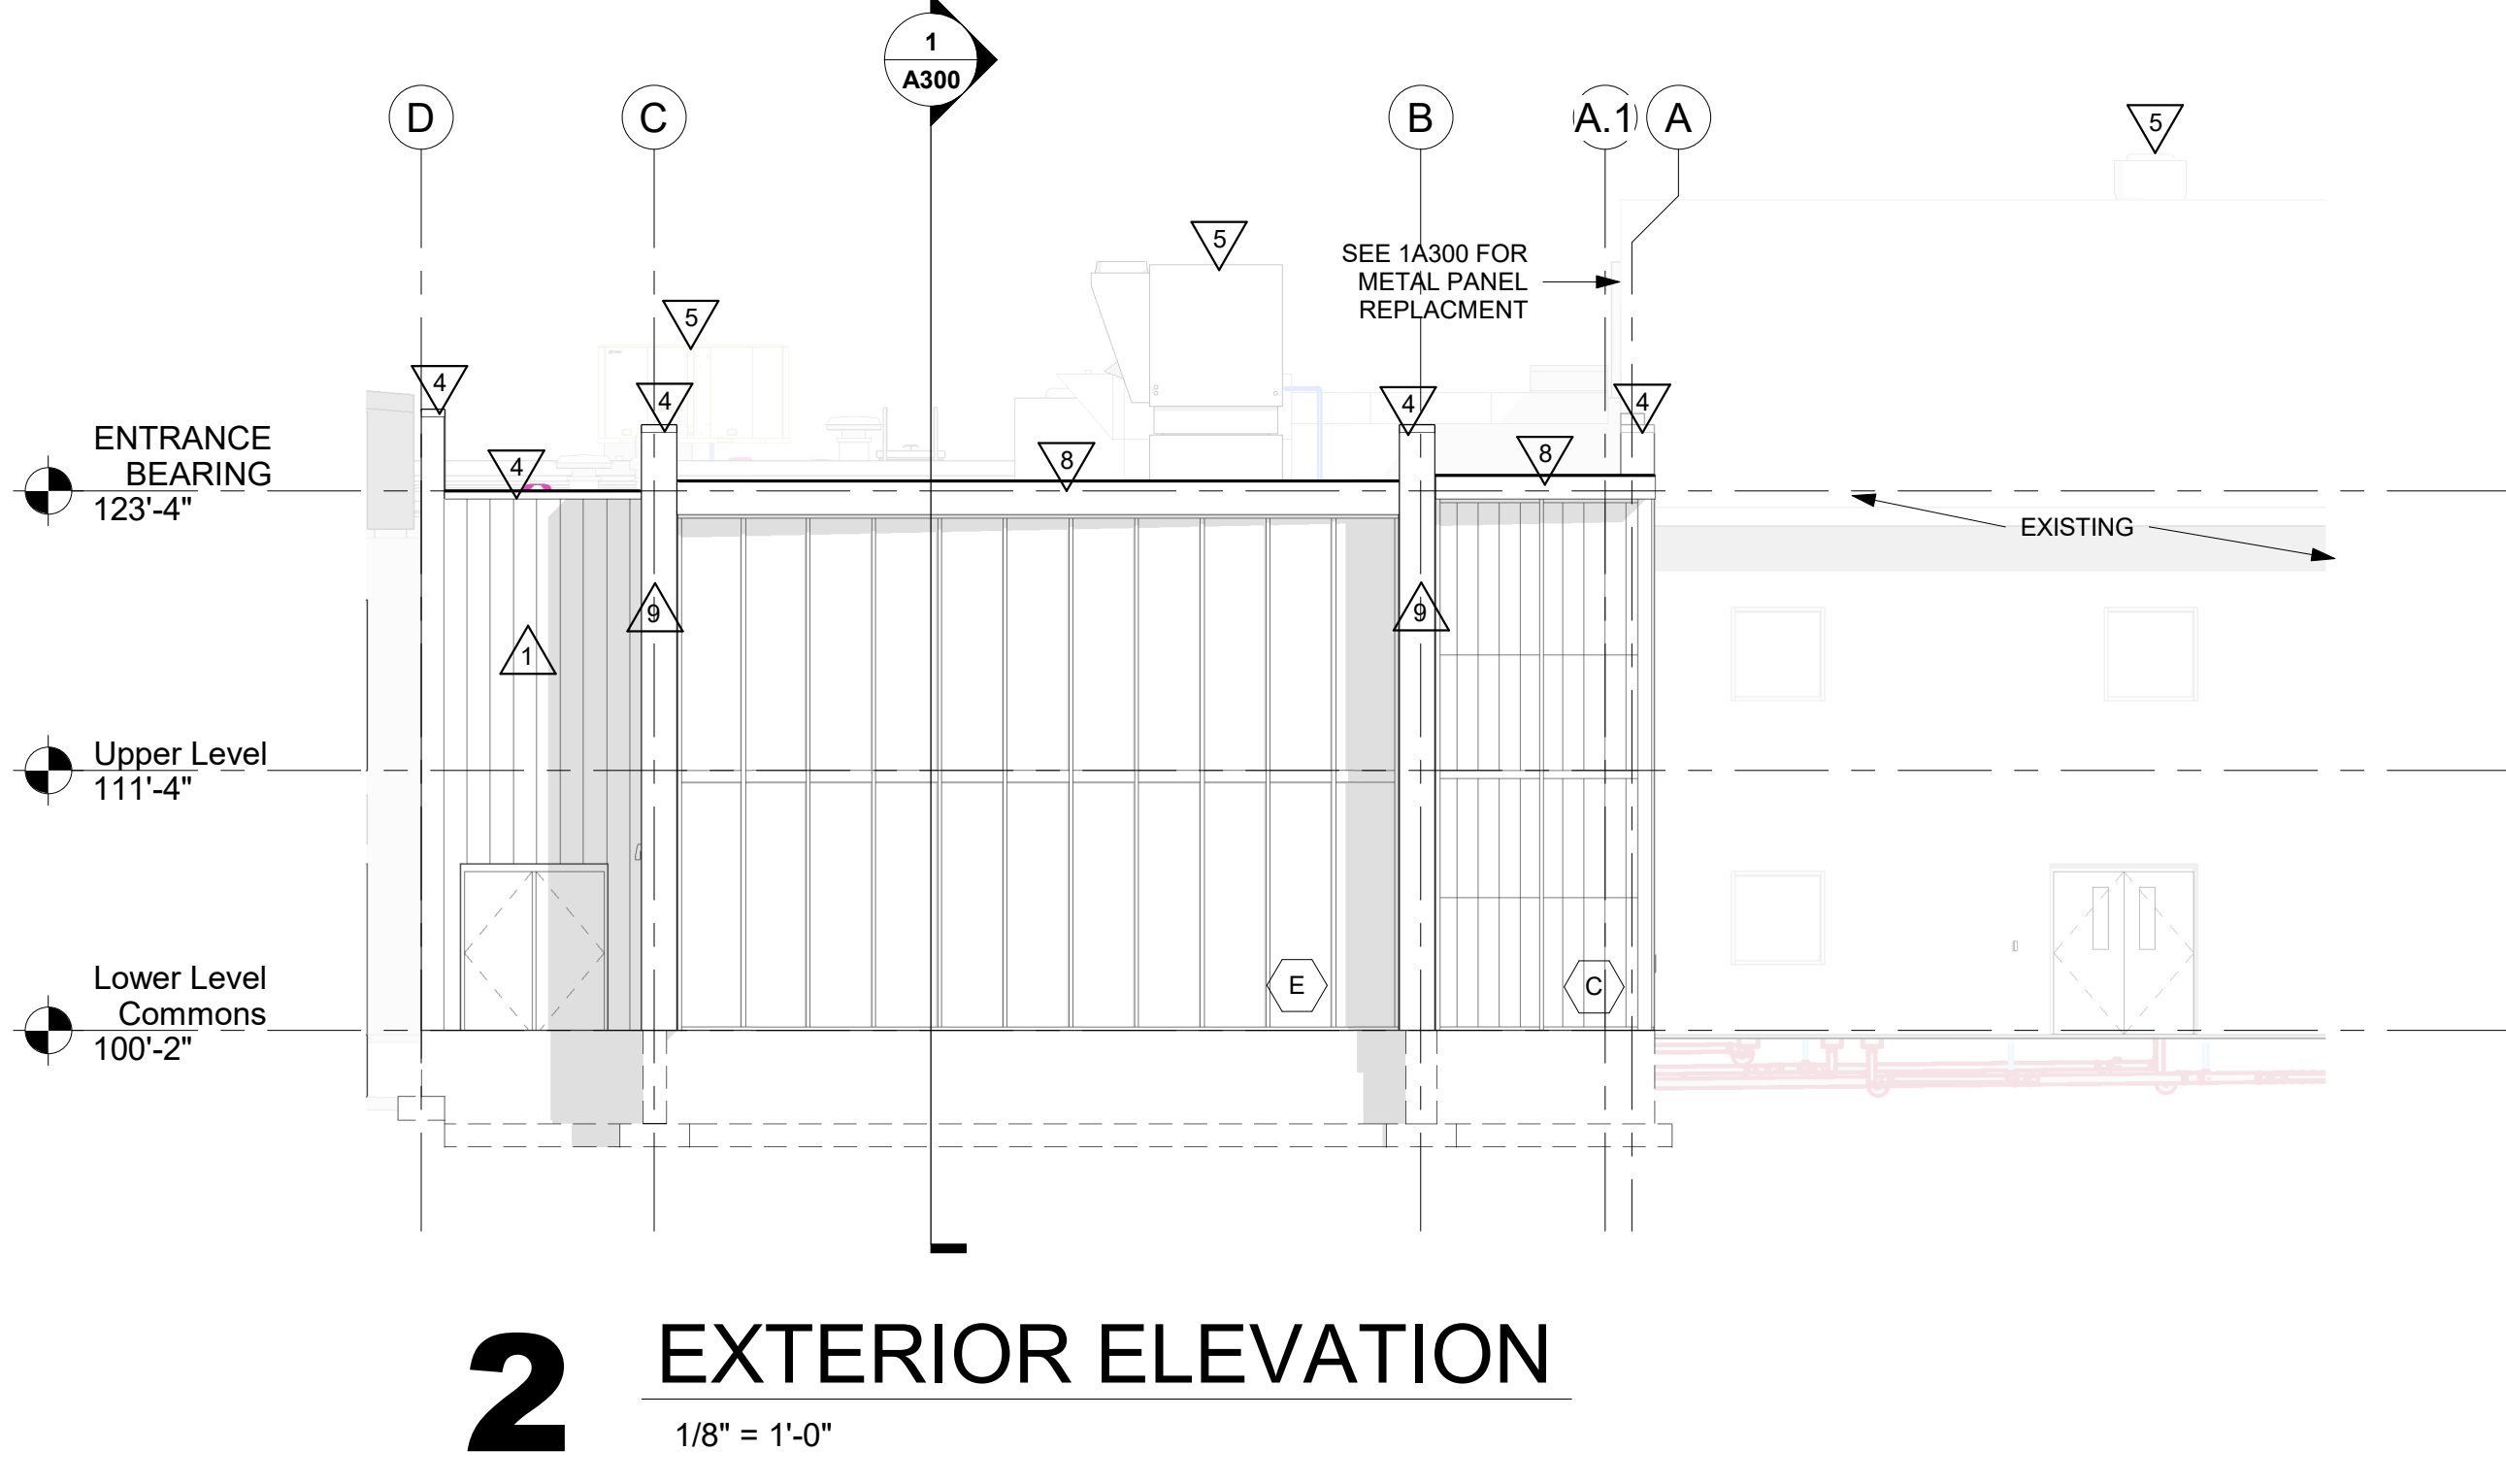 1
A300
D
C
B
A.1
A
5
5
SEE 1A300 FOR
METAL PANEL
REPLACMENT
5
4
4
4
4
ENTRANCE
BEARING
123'-4"
4
8
8
EXISTING
9
9
1
Upper Level
111'-4"
Lower Level
Commons
100'-2"
E
C
2
EXTERIOR ELEVATION
1/8" = 1'-0"